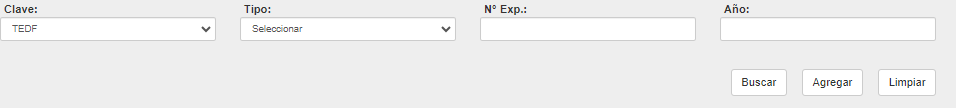 Clave: Tipo: N° Exp.: Año:
TEDF Seleccionar
Buscar Agregar Limpiar